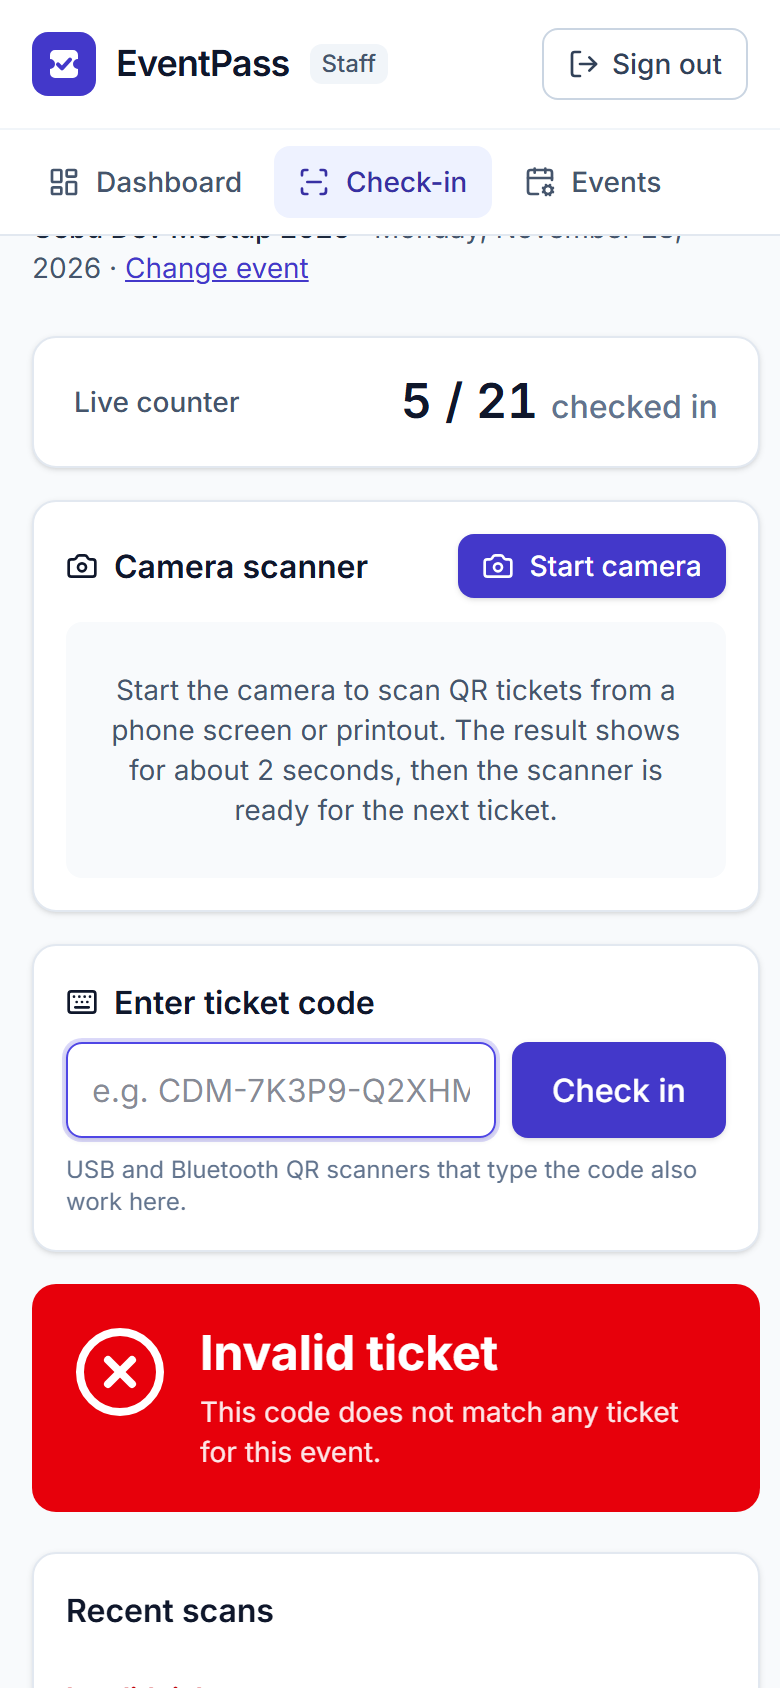 EventPass Staff Sign out
Dashboard Check-in Events
2026 · Change event
Live counter 5 / 21 checked in
Camera scanner Start camera
Start the camera to scan QR tickets from a
phone screen or printout. The result shows
for about 2 seconds, then the scanner is
ready for the next ticket.
Enter ticket code
e.g. CDM-7K3P9-Q2XHM Check in
USB and Bluetooth QR scanners that type the code also
work here.
Invalid ticket
This code does not match any ticket
for this event.
Recent scans